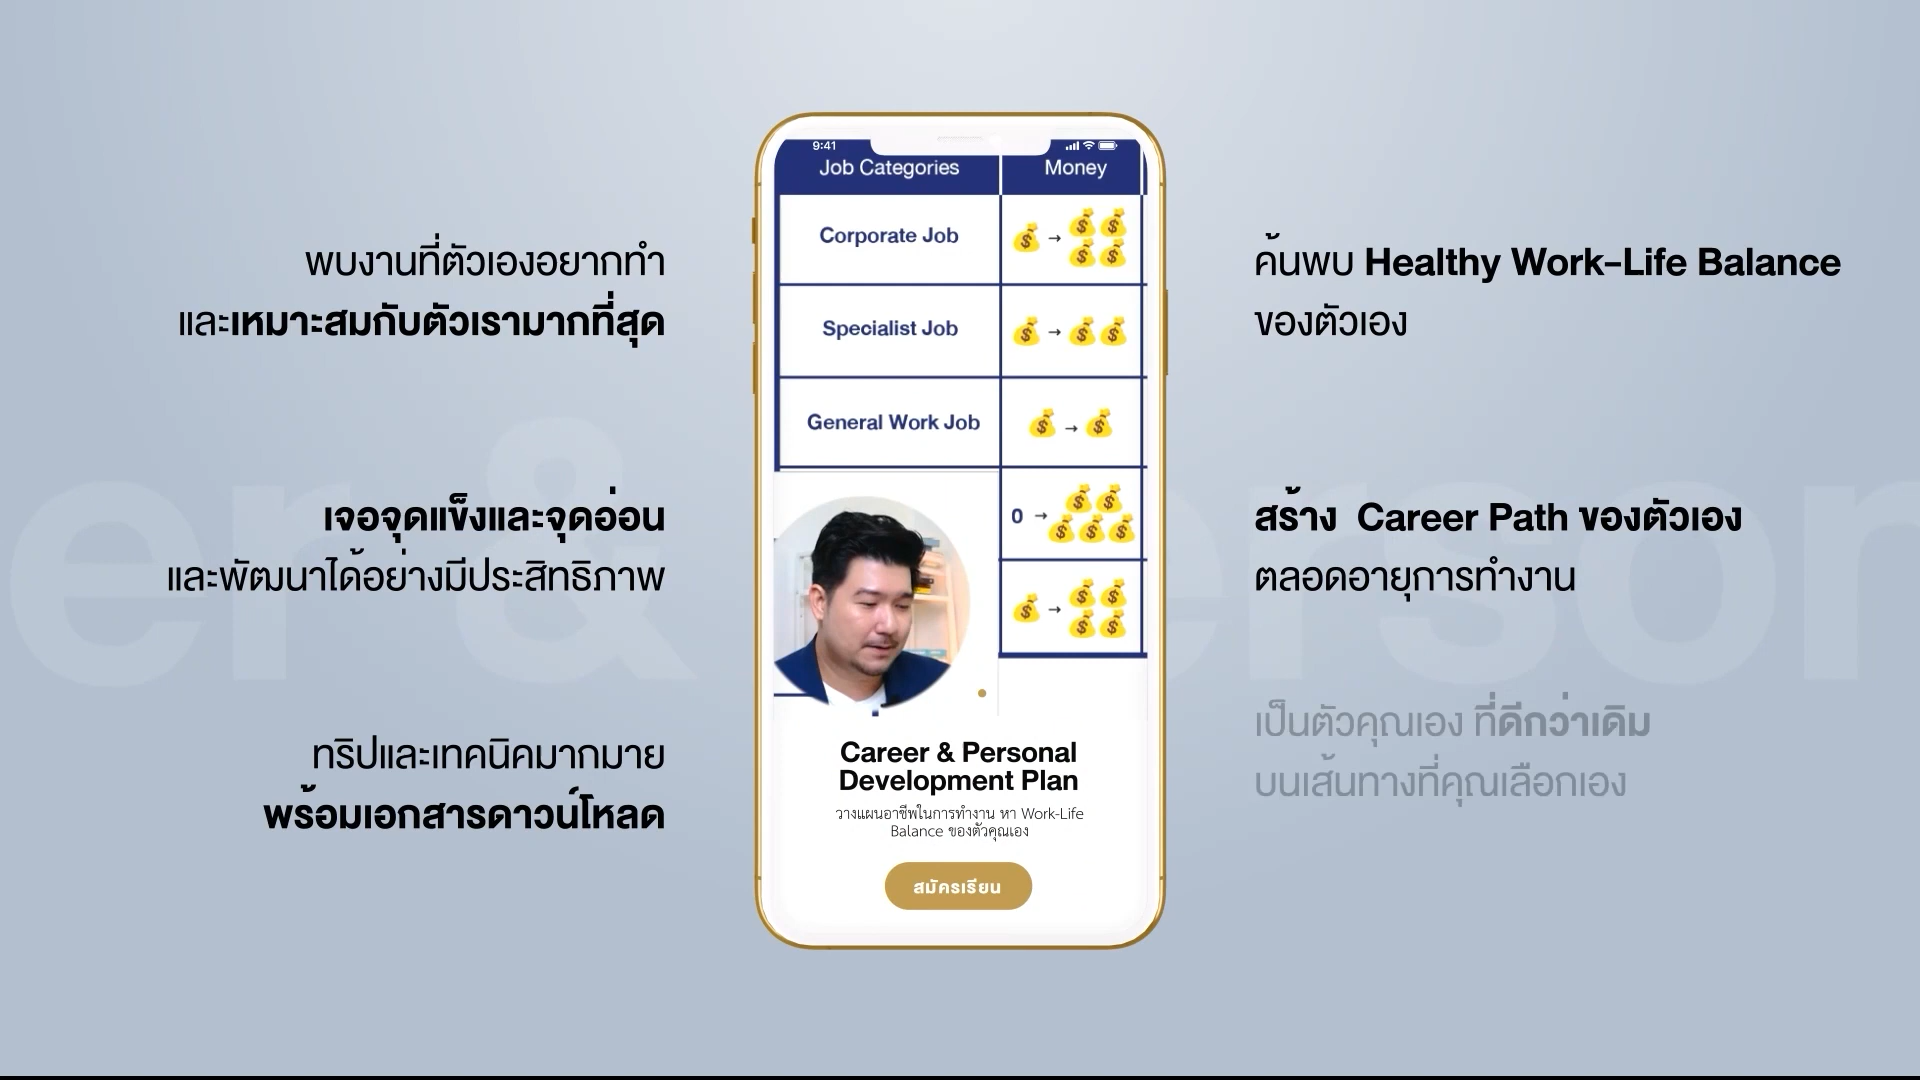 พบงานที่ตัวเองอยากทำ
และเหมาะสมกับตัวเรามากที่สุด
เจอจุดแข็งและจุดอ่อน
และพัฒนาได้อย่างมีประสิทธิภาพ
ทริปและเทคนิคมากมาย
พร้อมเอกสารดาวน์โหลด
9:41
Job Categories
Money
Corporate Job
Specialist Job
General Work Job
0 →
Career & Personal
Development Plan
วางแผนอาชีพในการทำงาน หา Work-Life
Balance ของตัวคุณเอง
สมัครเรียน
ค้นพบ Healthy Work-Life Balance
ของตัวเอง
สร้าง Career Path ของตัวเอง
ตลอดอายุการทำงาน
เป็นตัวคุณเอง ที่ดีกว่าเดิม
บนเส้นทางที่คุณเลือกเอง
er & erson